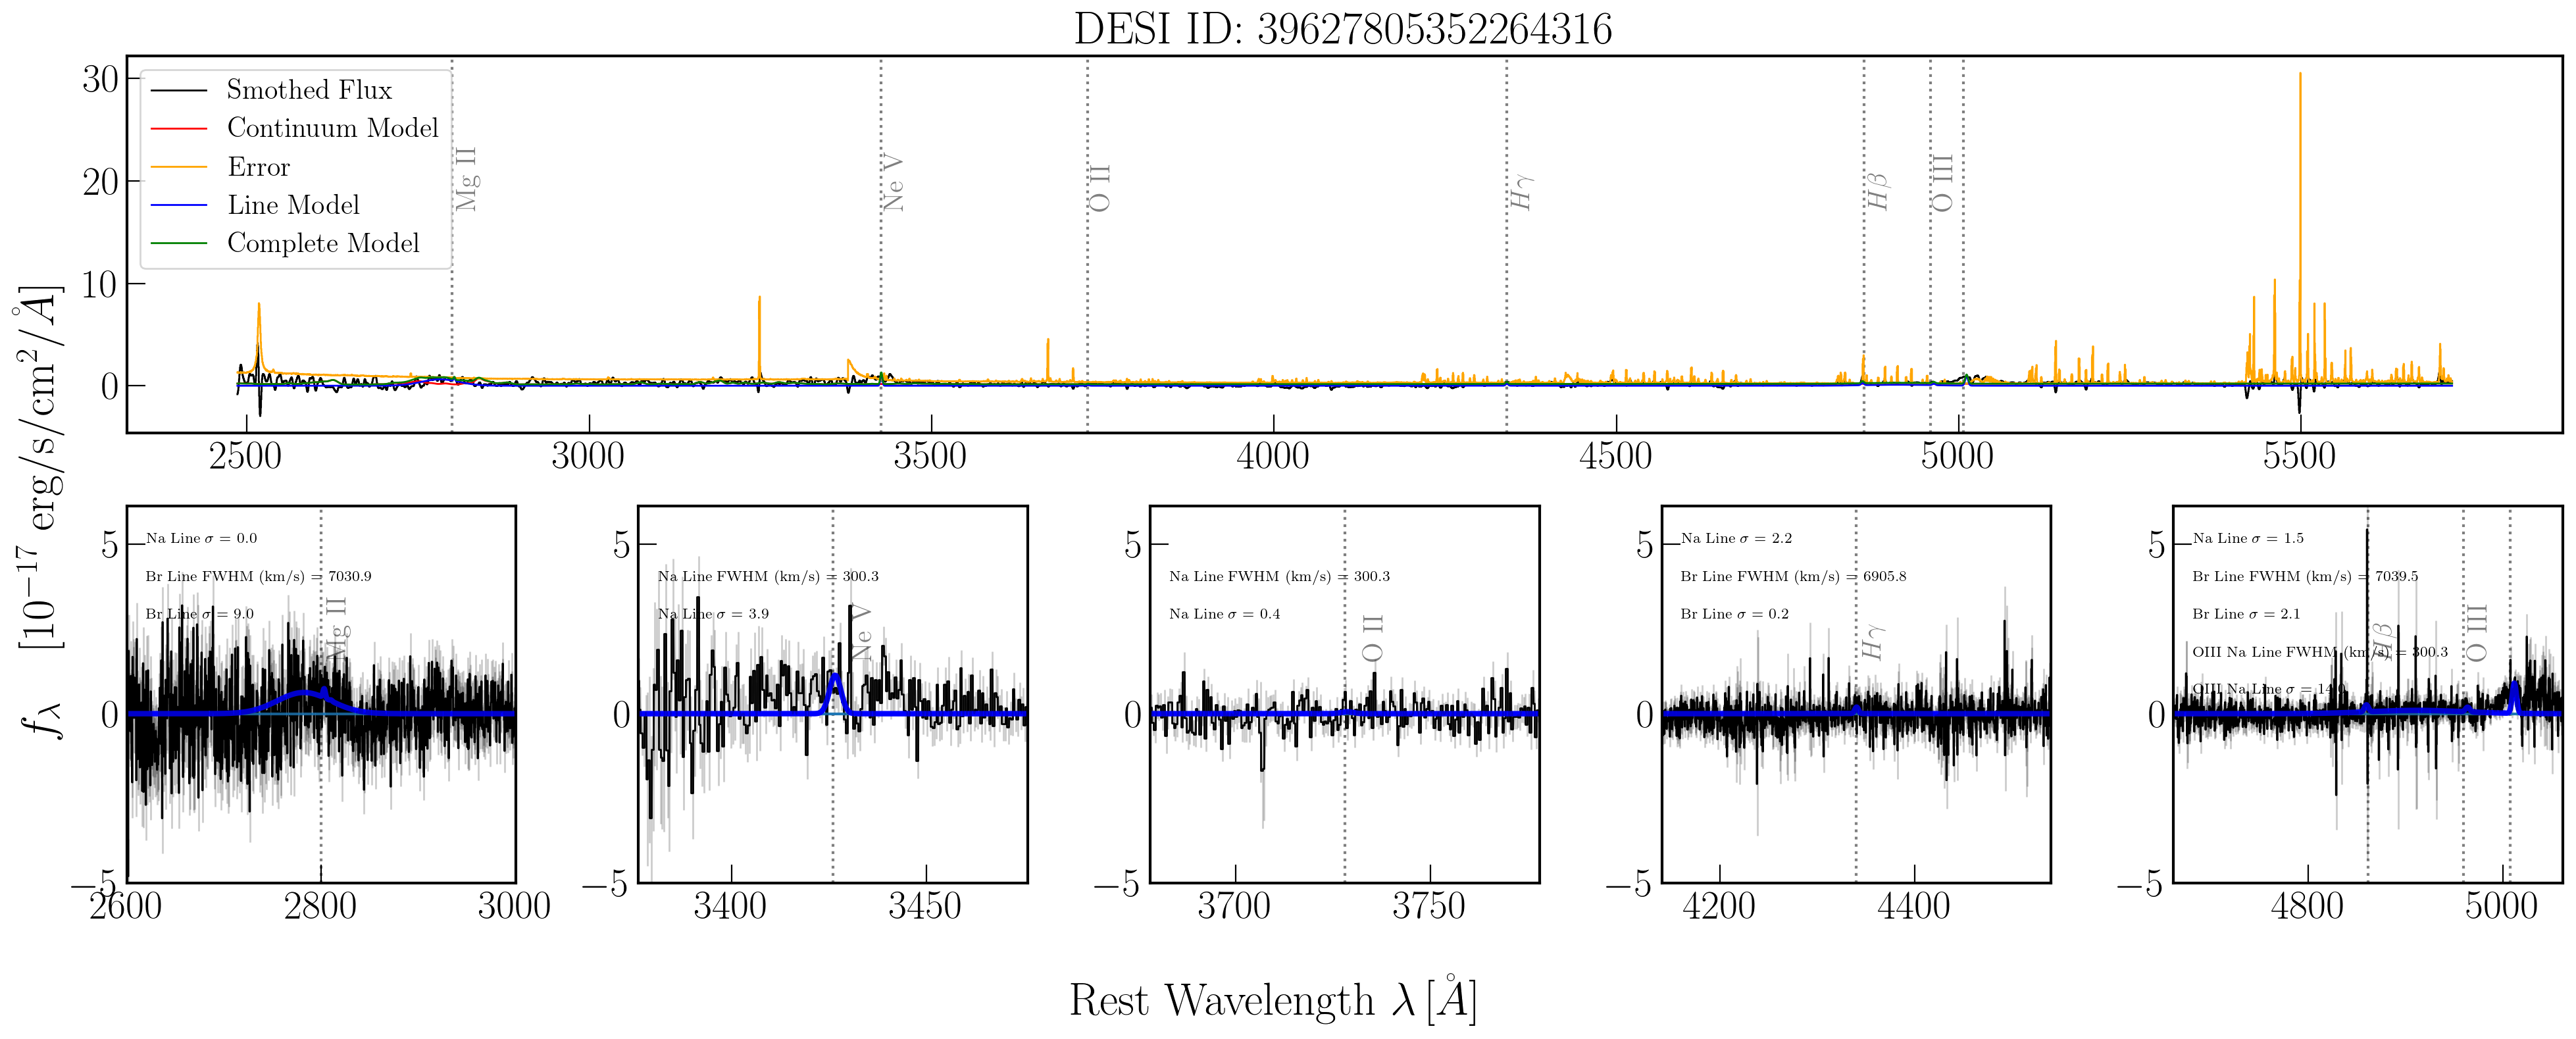 DESI ID: 39627805352264316
30
20
10
0
Smothed Flux
Continuum Model
Error
Line Model
Complete Model
Mg II
Ne V
O II
Hγ
Hβ
O III
2500 3000 3500 4000 4500 5000 5500
f_λ [10⁻¹⁷ erg/s/cm²/Å]
5
0
−5
Na Line σ = 0.0
Br Line FWHM (km/s) = 7030.9
Br Line σ = 9.0
Mg II
2600 2800 3000
5
0
−5
Na Line FWHM (km/s) = 300.3
Na Line σ = 3.9
Ne V
3400 3450
5
0
−5
Na Line FWHM (km/s) = 300.3
Na Line σ = 0.4
O II
3700 3750
5
0
−5
Na Line σ = 2.2
Br Line FWHM (km/s) = 6905.8
Br Line σ = 0.2
Hγ
4200 4400
5
0
−5
Na Line σ = 1.5
Br Line FWHM (km/s) = 7039.5
Br Line σ = 2.1
OIII Na Line FWHM (km/s) = 300.3
OIII Na Line σ =
Hβ
O III
4800 5000
Rest Wavelength λ [Å]